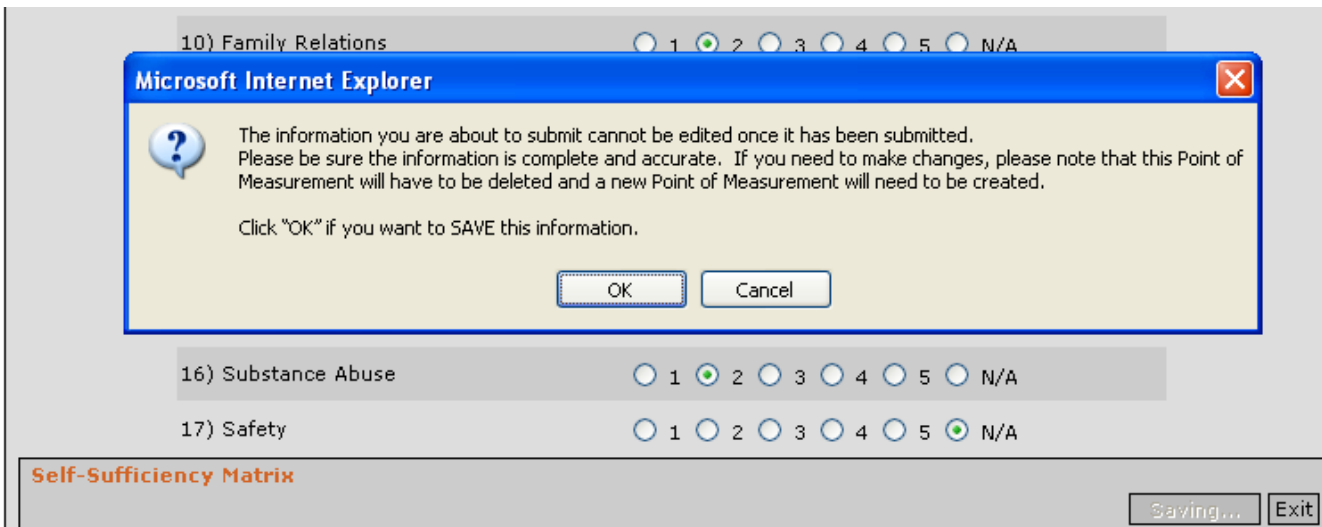 10) Family Relations 1 2 3 4 5 N/A
Microsoft Internet Explorer
The information you are about to submit cannot be edited once it has been submitted.
Please be sure the information is complete and accurate. If you need to make changes, please note that this Point of
Measurement will have to be deleted and a new Point of Measurement will need to be created.
Click "OK" if you want to SAVE this information.
OK Cancel
16) Substance Abuse 1 2 3 4 5 N/A
17) Safety 1 2 3 4 5 N/A
Self-Sufficiency Matrix
Saving... Exit